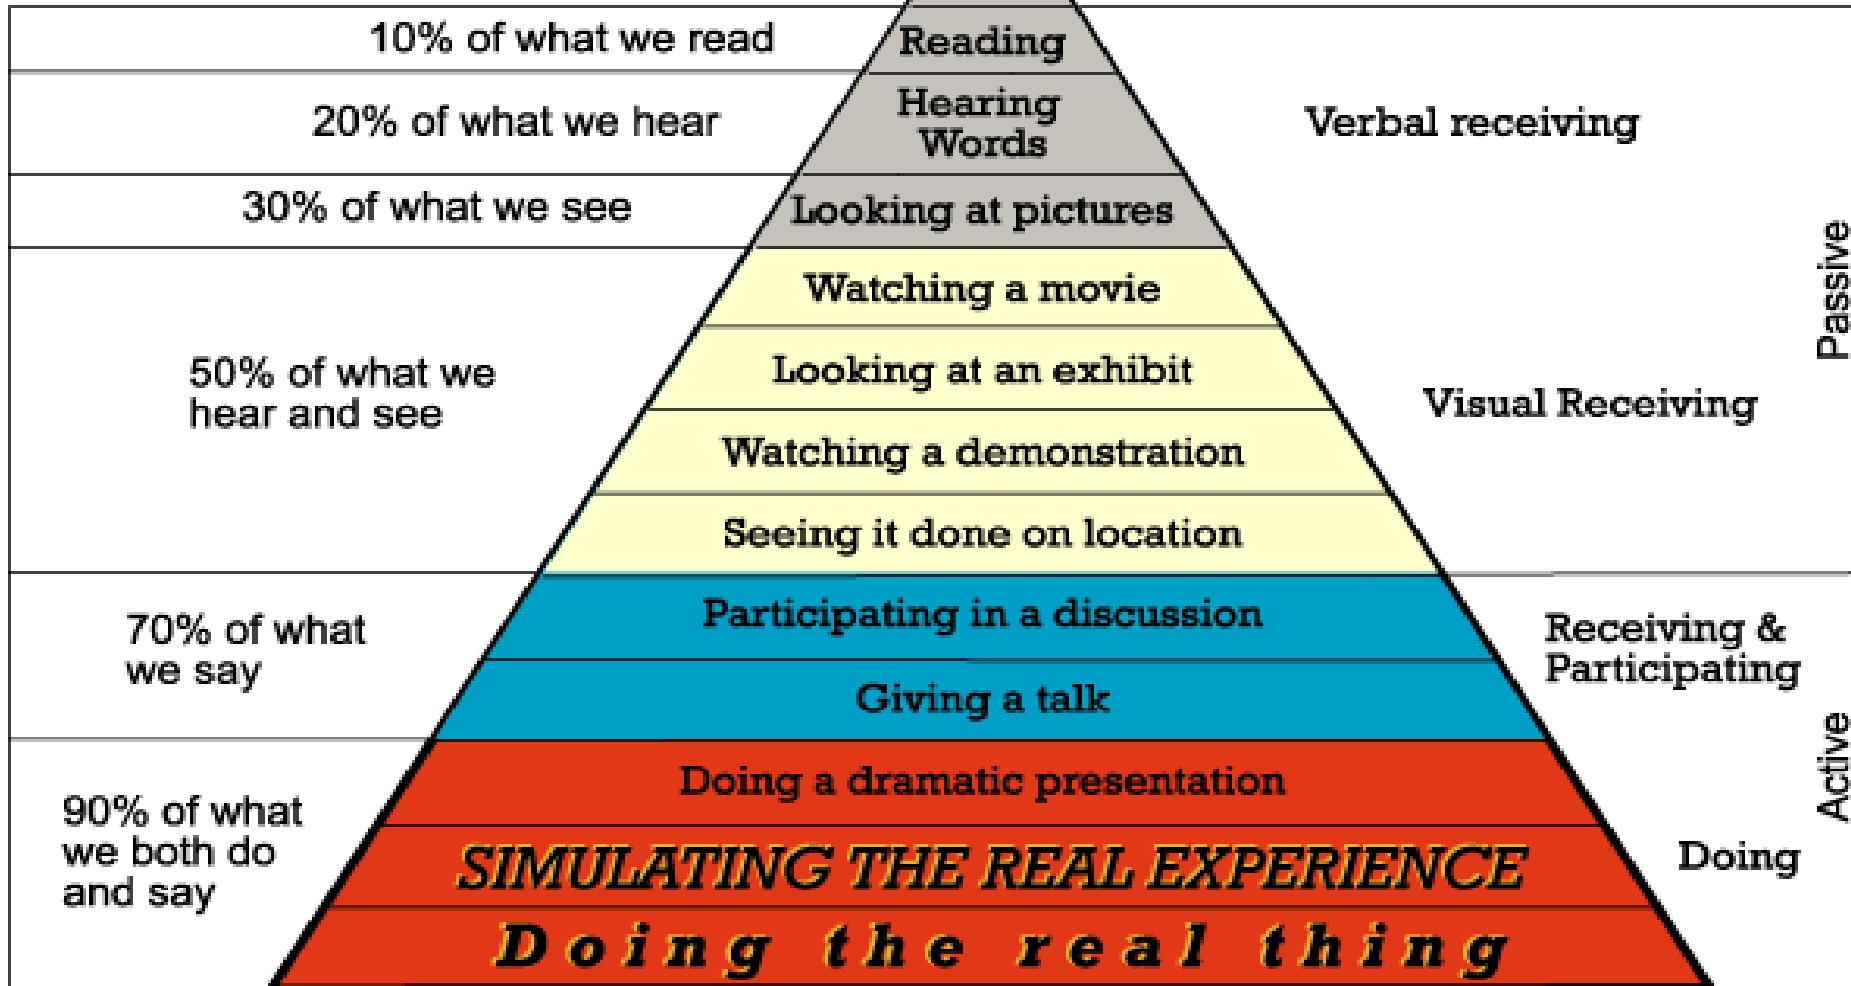 10% of what we read
Reading
20% of what we hear
Hearing
Words
Verbal receiving
30% of what we see
Looking at pictures
Passive
50% of what we
hear and see
Watching a movie
Looking at an exhibit
Watching a demonstration
Seeing it done on location
Visual Receiving
70% of what
we say
Participating in a discussion
Giving a talk
Receiving &
Participating
Active
90% of what
we both do
and say
Doing a dramatic presentation
SIMULATING THE REAL EXPERIENCE
Doing the real thing
Doing